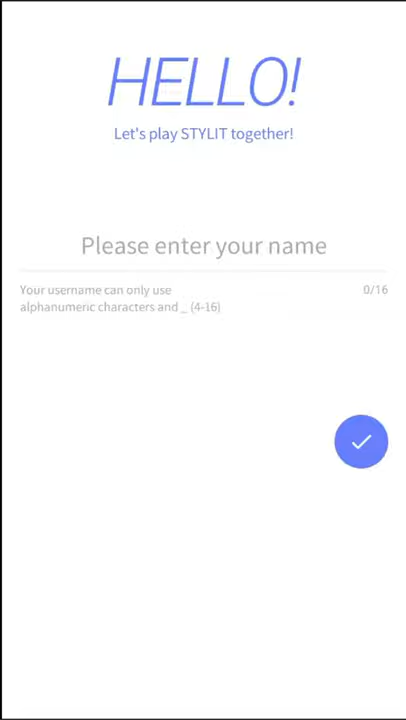 HELLO!
Let's play STYLIT together!
Please enter your name
Your username can only use
0/16
alphanumeric characters and _ (4-16)